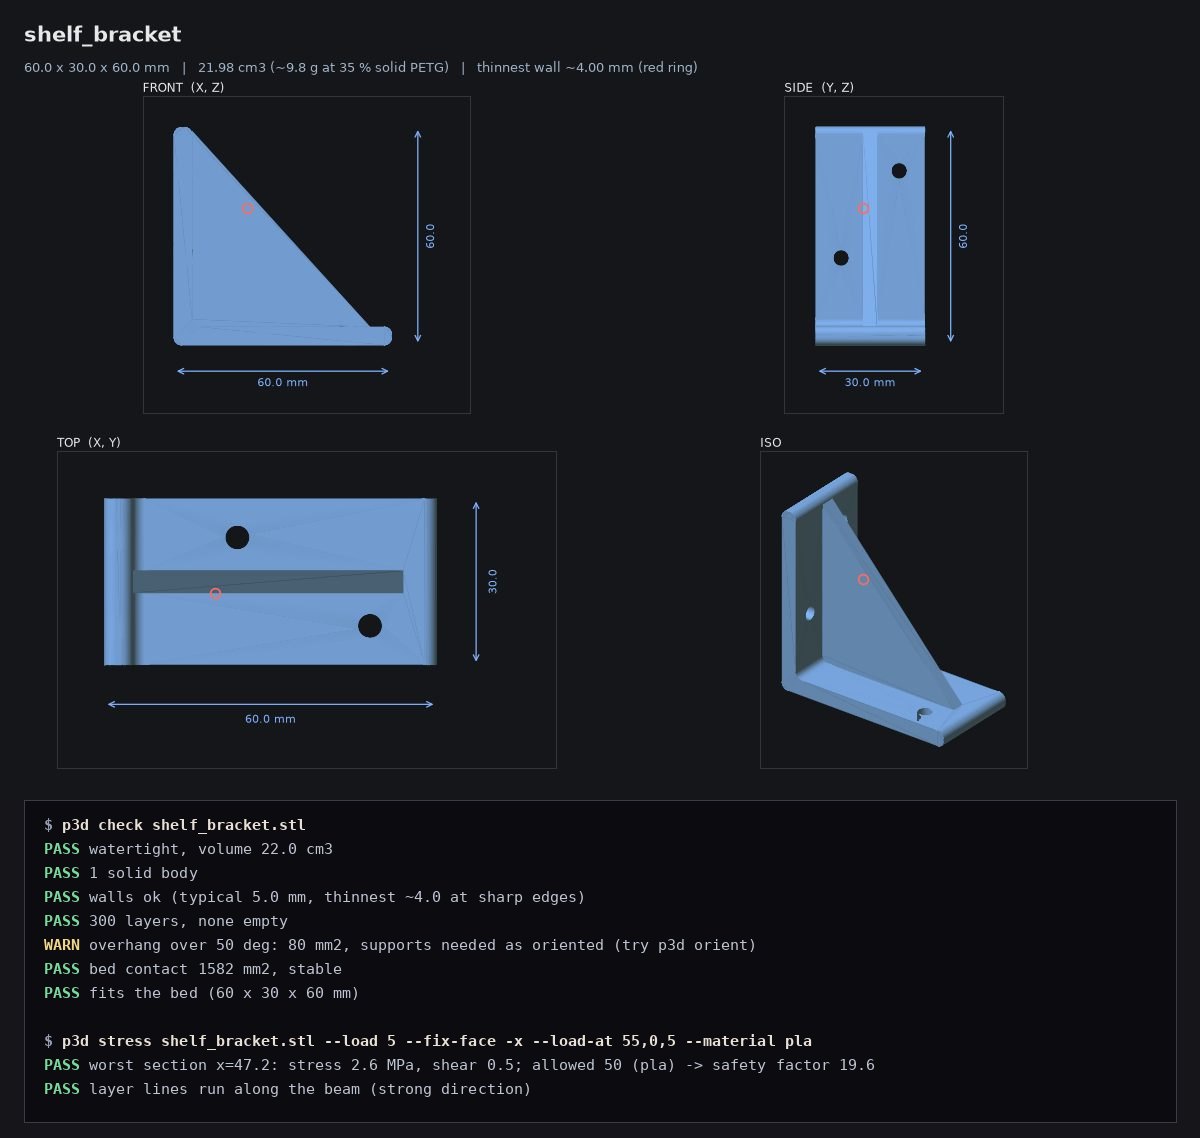 shelf_bracket
60.0 x 30.0 x 60.0 mm | 21.98 cm3 (~9.8 g at 35 % solid PETG) | thinnest wall ~4.00 mm (red ring)
FRONT (X, Z)
SIDE (Y, Z)
60.0
60.0
60.0 mm
30.0 mm
TOP (X, Y)
ISO
30.0
60.0 mm
$ p3d check shelf_bracket.stl
PASS watertight, volume 22.0 cm3
PASS 1 solid body
PASS walls ok (typical 5.0 mm, thinnest ~4.0 at sharp edges)
PASS 300 layers, none empty
WARN overhang over 50 deg: 80 mm2, supports needed as oriented (try p3d orient)
PASS bed contact 1582 mm2, stable
PASS fits the bed (60 x 30 x 60 mm)
$ p3d stress shelf_bracket.stl --load 5 --fix-face -x --load-at 55,0,5 --material pla
PASS worst section x=47.2: stress 2.6 MPa, shear 0.5; allowed 50 (pla) -> safety factor 19.6
PASS layer lines run along the beam (strong direction)